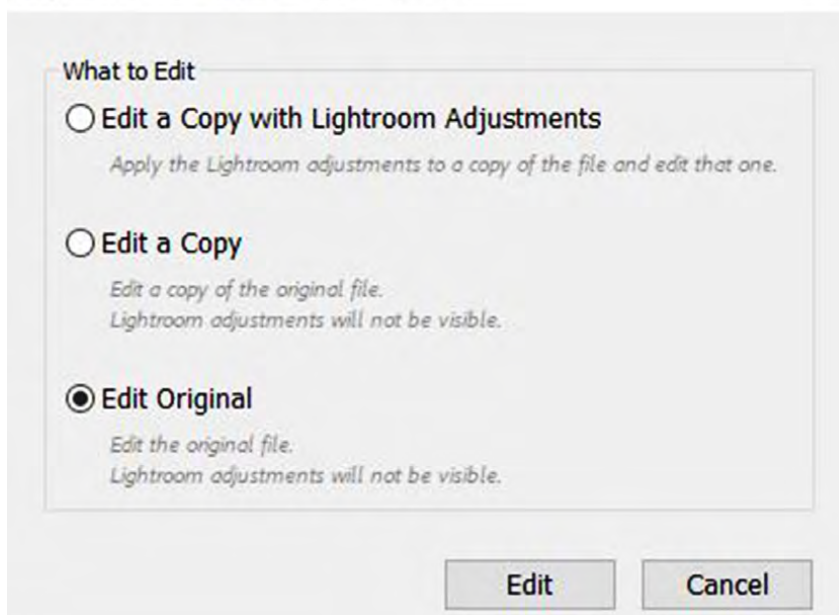 What to Edit
Edit a Copy with Lightroom Adjustments
Apply the Lightroom adjustments to a copy of the file and edit that one.
Edit a Copy
Edit a copy of the original file.
Lightroom adjustments will not be visible.
Edit Original
Edit the original file.
Lightroom adjustments will not be visible.
Edit Cancel